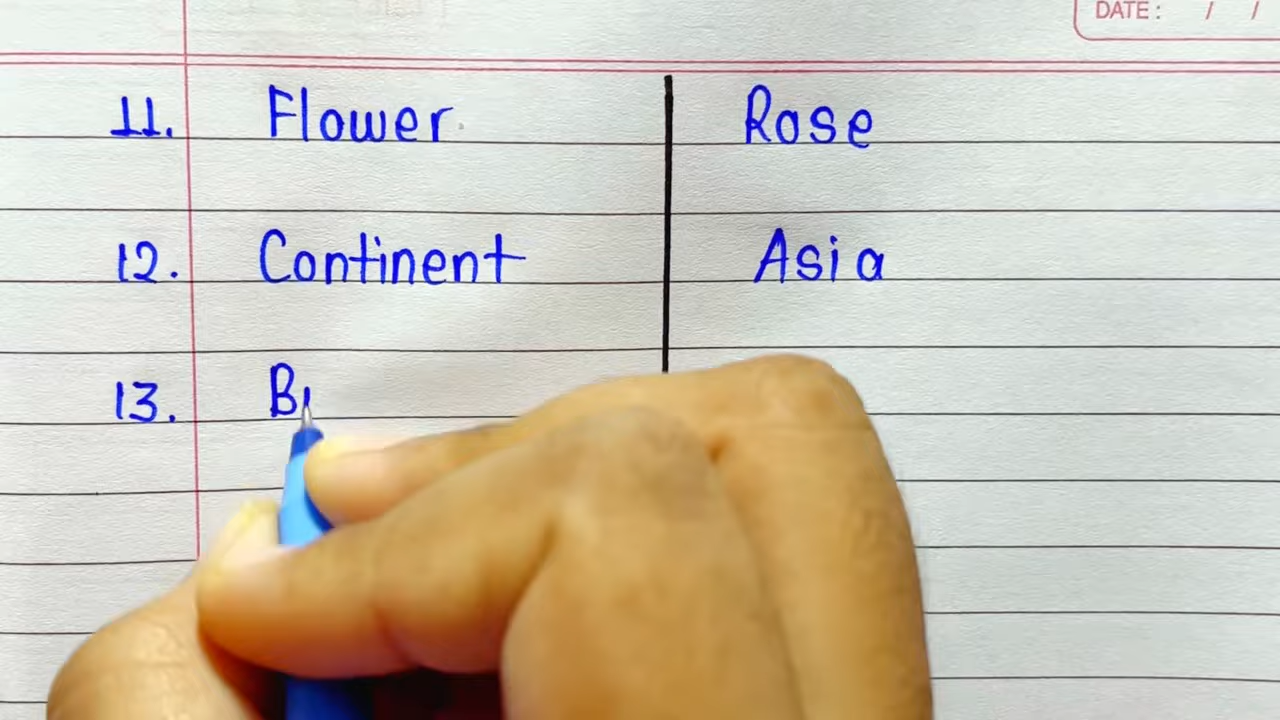 DATE : / /
11. Flower Rose
12. Continent Asia
13. B